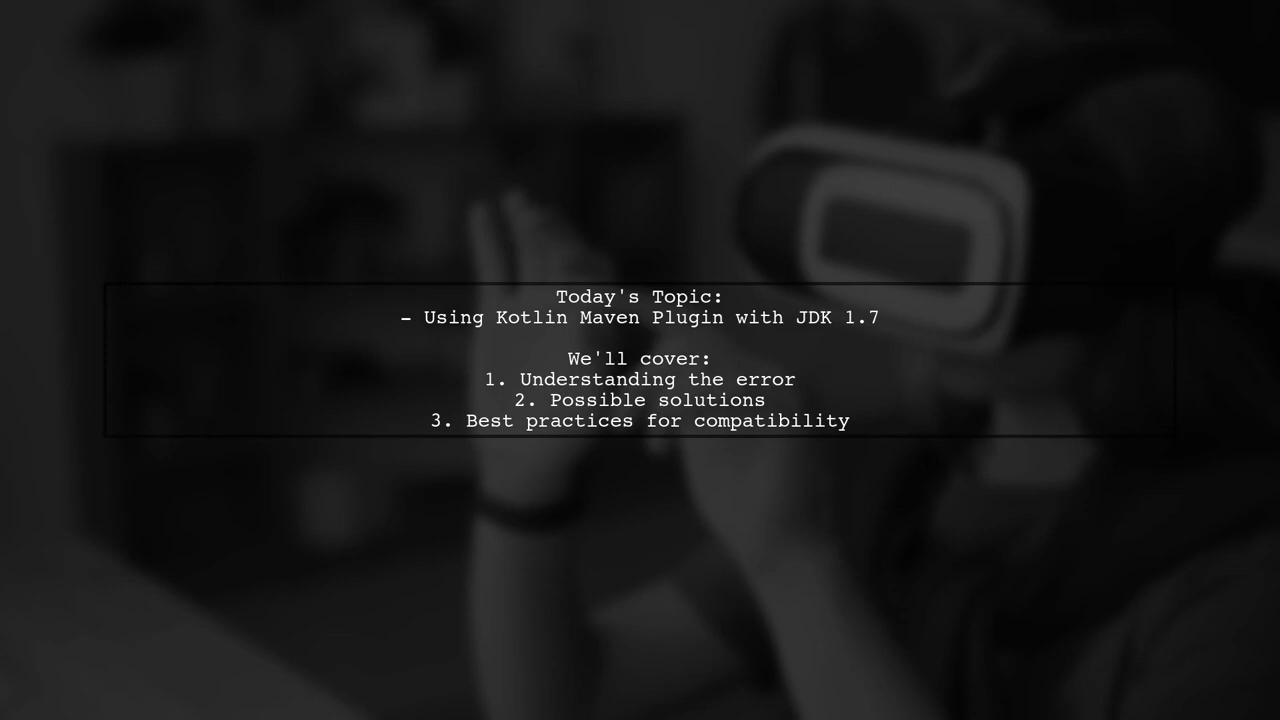 Today's Topic:
- Using Kotlin Maven Plugin with JDK 1.7
We'll cover:
1. Understanding the error
2. Possible solutions
3. Best practices for compatibility